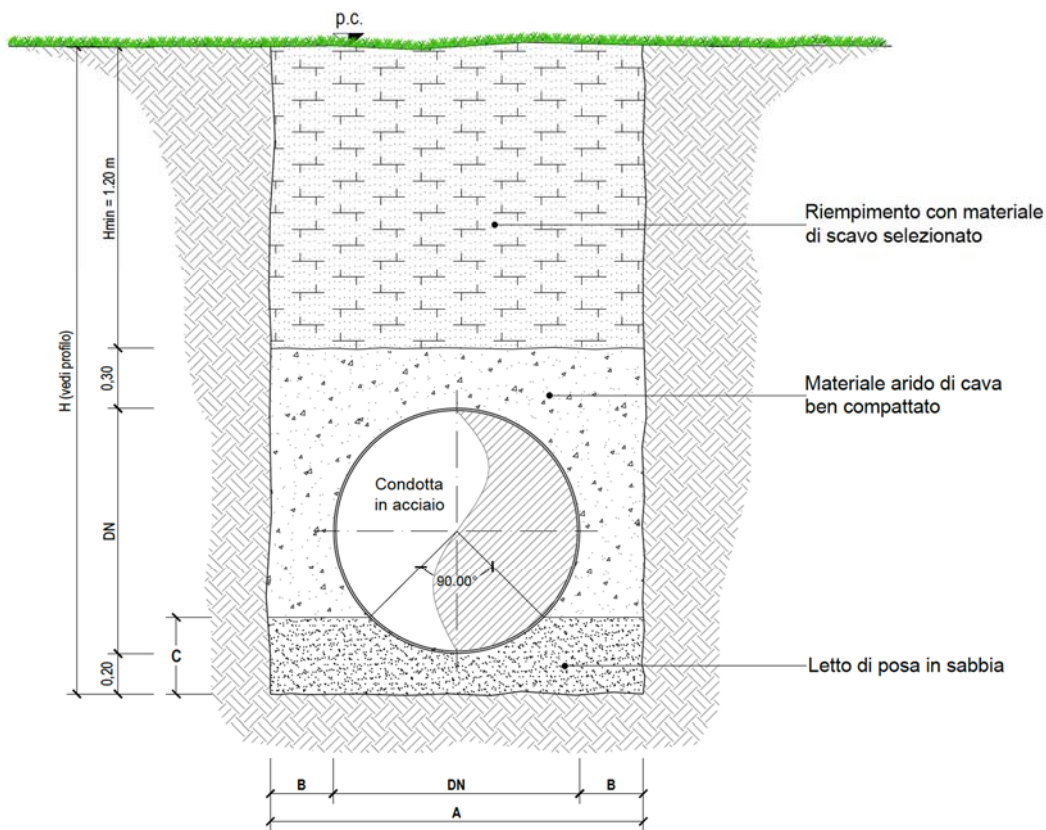 p.c.
Hmin = 1.20 m
H (vedi profilo)
Riempimento con materiale
di scavo selezionato
0,30
Materiale arido di cava
ben compattato
Condotta
in acciaio
DN
90.00°
C
0,20
Letto di posa in sabbia
B
DN
B
A